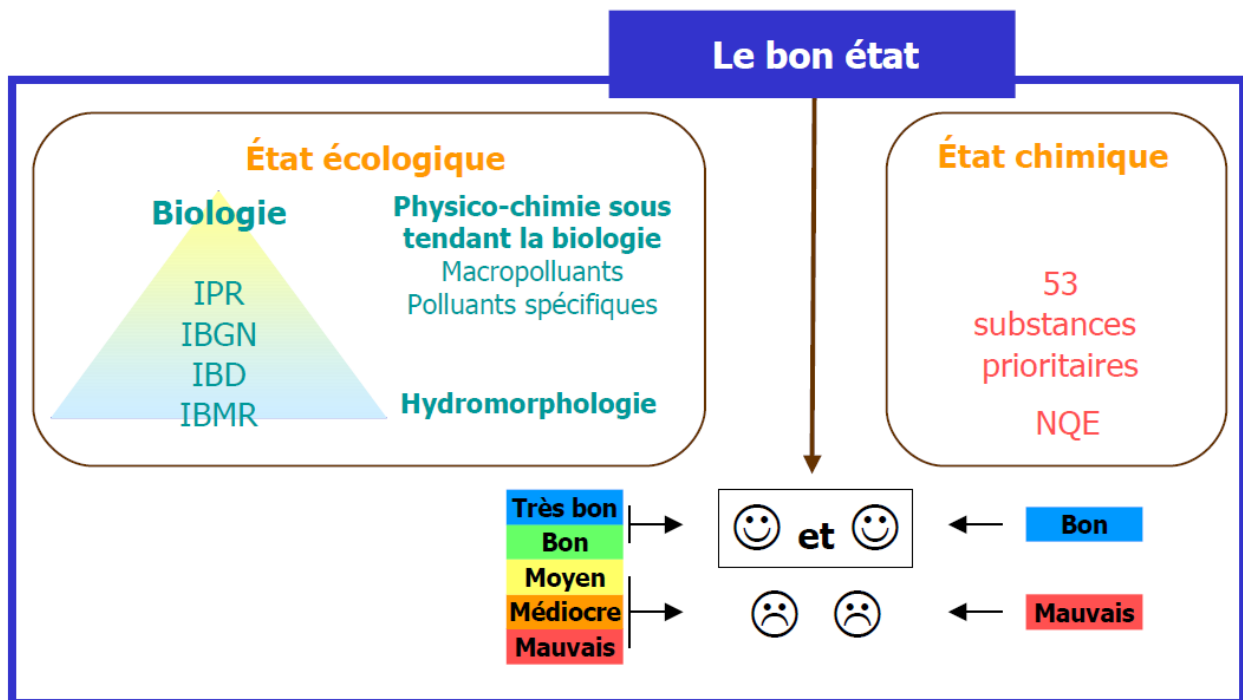 Le bon état
État écologique
Biologie
IPR
IBGN
IBD
IBMR
Physico-chimie sous
tendant la biologie
Macropolluants
Polluants spécifiques
Hydromorphologie
État chimique
53
substances
prioritaires
NQE
Très bon
Bon
Moyen
Médiocre
Mauvais
et
Bon
Mauvais